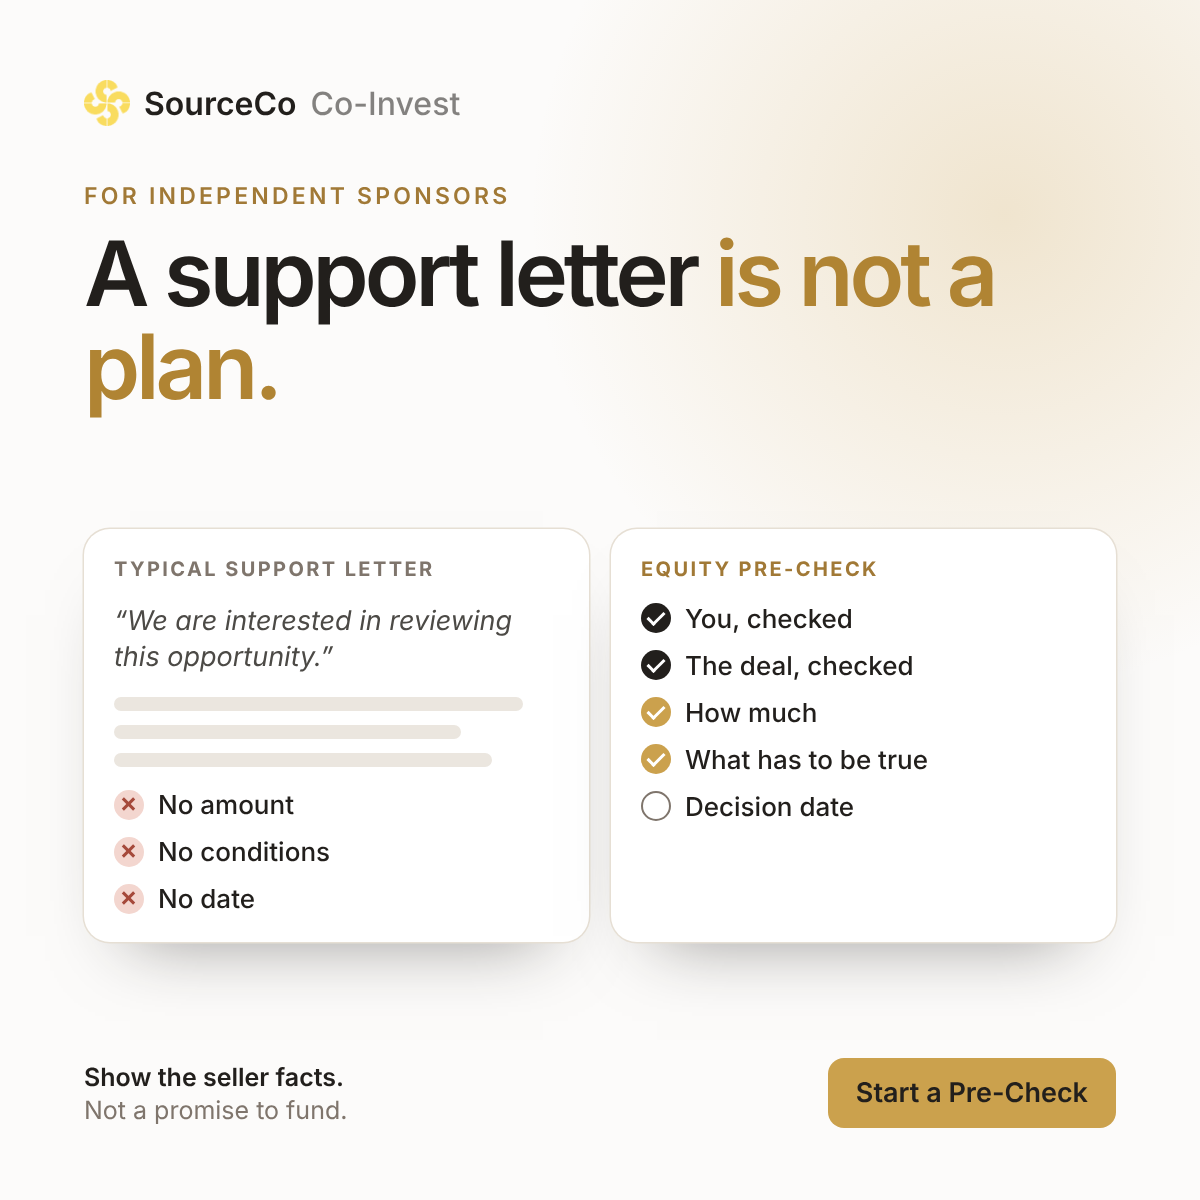 SourceCo Co-Invest
FOR INDEPENDENT SPONSORS
A support letter is not a
plan.
TYPICAL SUPPORT LETTER
“We are interested in reviewing
this opportunity.”
No amount
No conditions
No date
EQUITY PRE-CHECK
You, checked
The deal, checked
How much
What has to be true
Decision date
Show the seller facts.
Not a promise to fund.
Start a Pre-Check